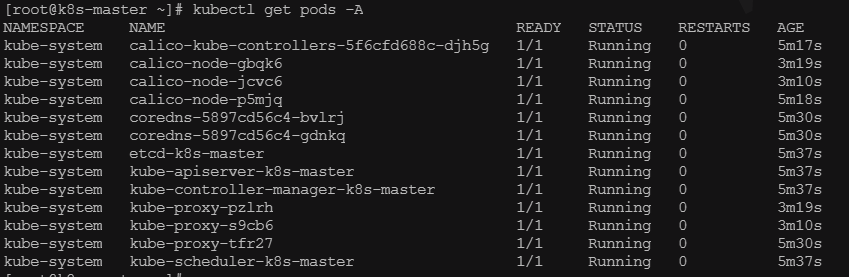 [root@k8s-master ~]# kubectl get pods -A
NAMESPACE NAME READY STATUS RESTARTS AGE
kube-system calico-kube-controllers-5f6cfd688c-djh5g 1/1 Running 0 5m17s
kube-system calico-node-gbqk6 1/1 Running 0 3m19s
kube-system calico-node-jcvc6 1/1 Running 0 3m10s
kube-system calico-node-p5mjq 1/1 Running 0 5m18s
kube-system coredns-5897cd56c4-bvlrj 1/1 Running 0 5m30s
kube-system coredns-5897cd56c4-gdnkq 1/1 Running 0 5m30s
kube-system etcd-k8s-master 1/1 Running 0 5m37s
kube-system kube-apiserver-k8s-master 1/1 Running 0 5m37s
kube-system kube-controller-manager-k8s-master 1/1 Running 0 5m37s
kube-system kube-proxy-pzlrh 1/1 Running 0 3m19s
kube-system kube-proxy-s9cb6 1/1 Running 0 3m10s
kube-system kube-proxy-tfr27 1/1 Running 0 5m30s
kube-system kube-scheduler-k8s-master 1/1 Running 0 5m37s